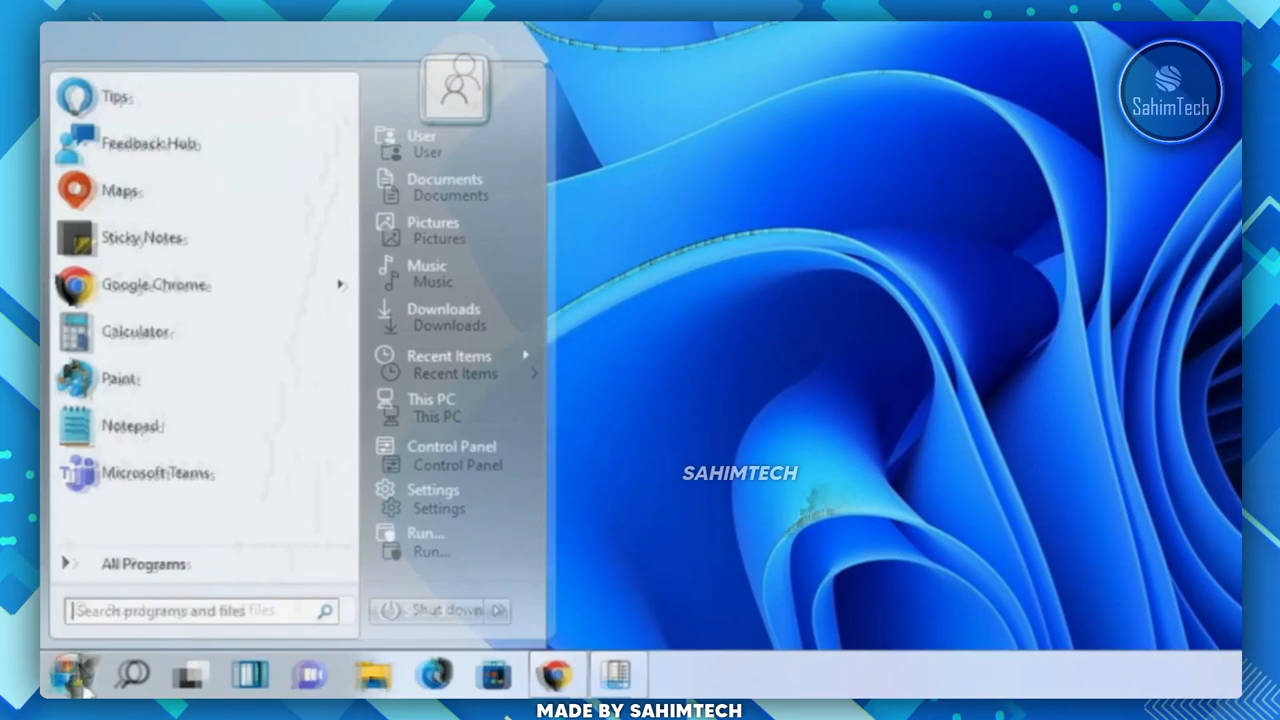 SahimTech
Tips
Feedback Hub
Maps
Sticky Notes
Google Chrome
Calculator
Paint
Notepad
Microsoft Teams
All Programs
Search programs and files
User
User
Documents
Documents
Pictures
Pictures
Music
Music
Downloads
Downloads
Recent Items
Recent Items
This PC
This PC
Control Panel
Control Panel
Settings
Settings
Run...
Run...
Shut down
SAHIMTECH
MADE BY SAHIMTECH